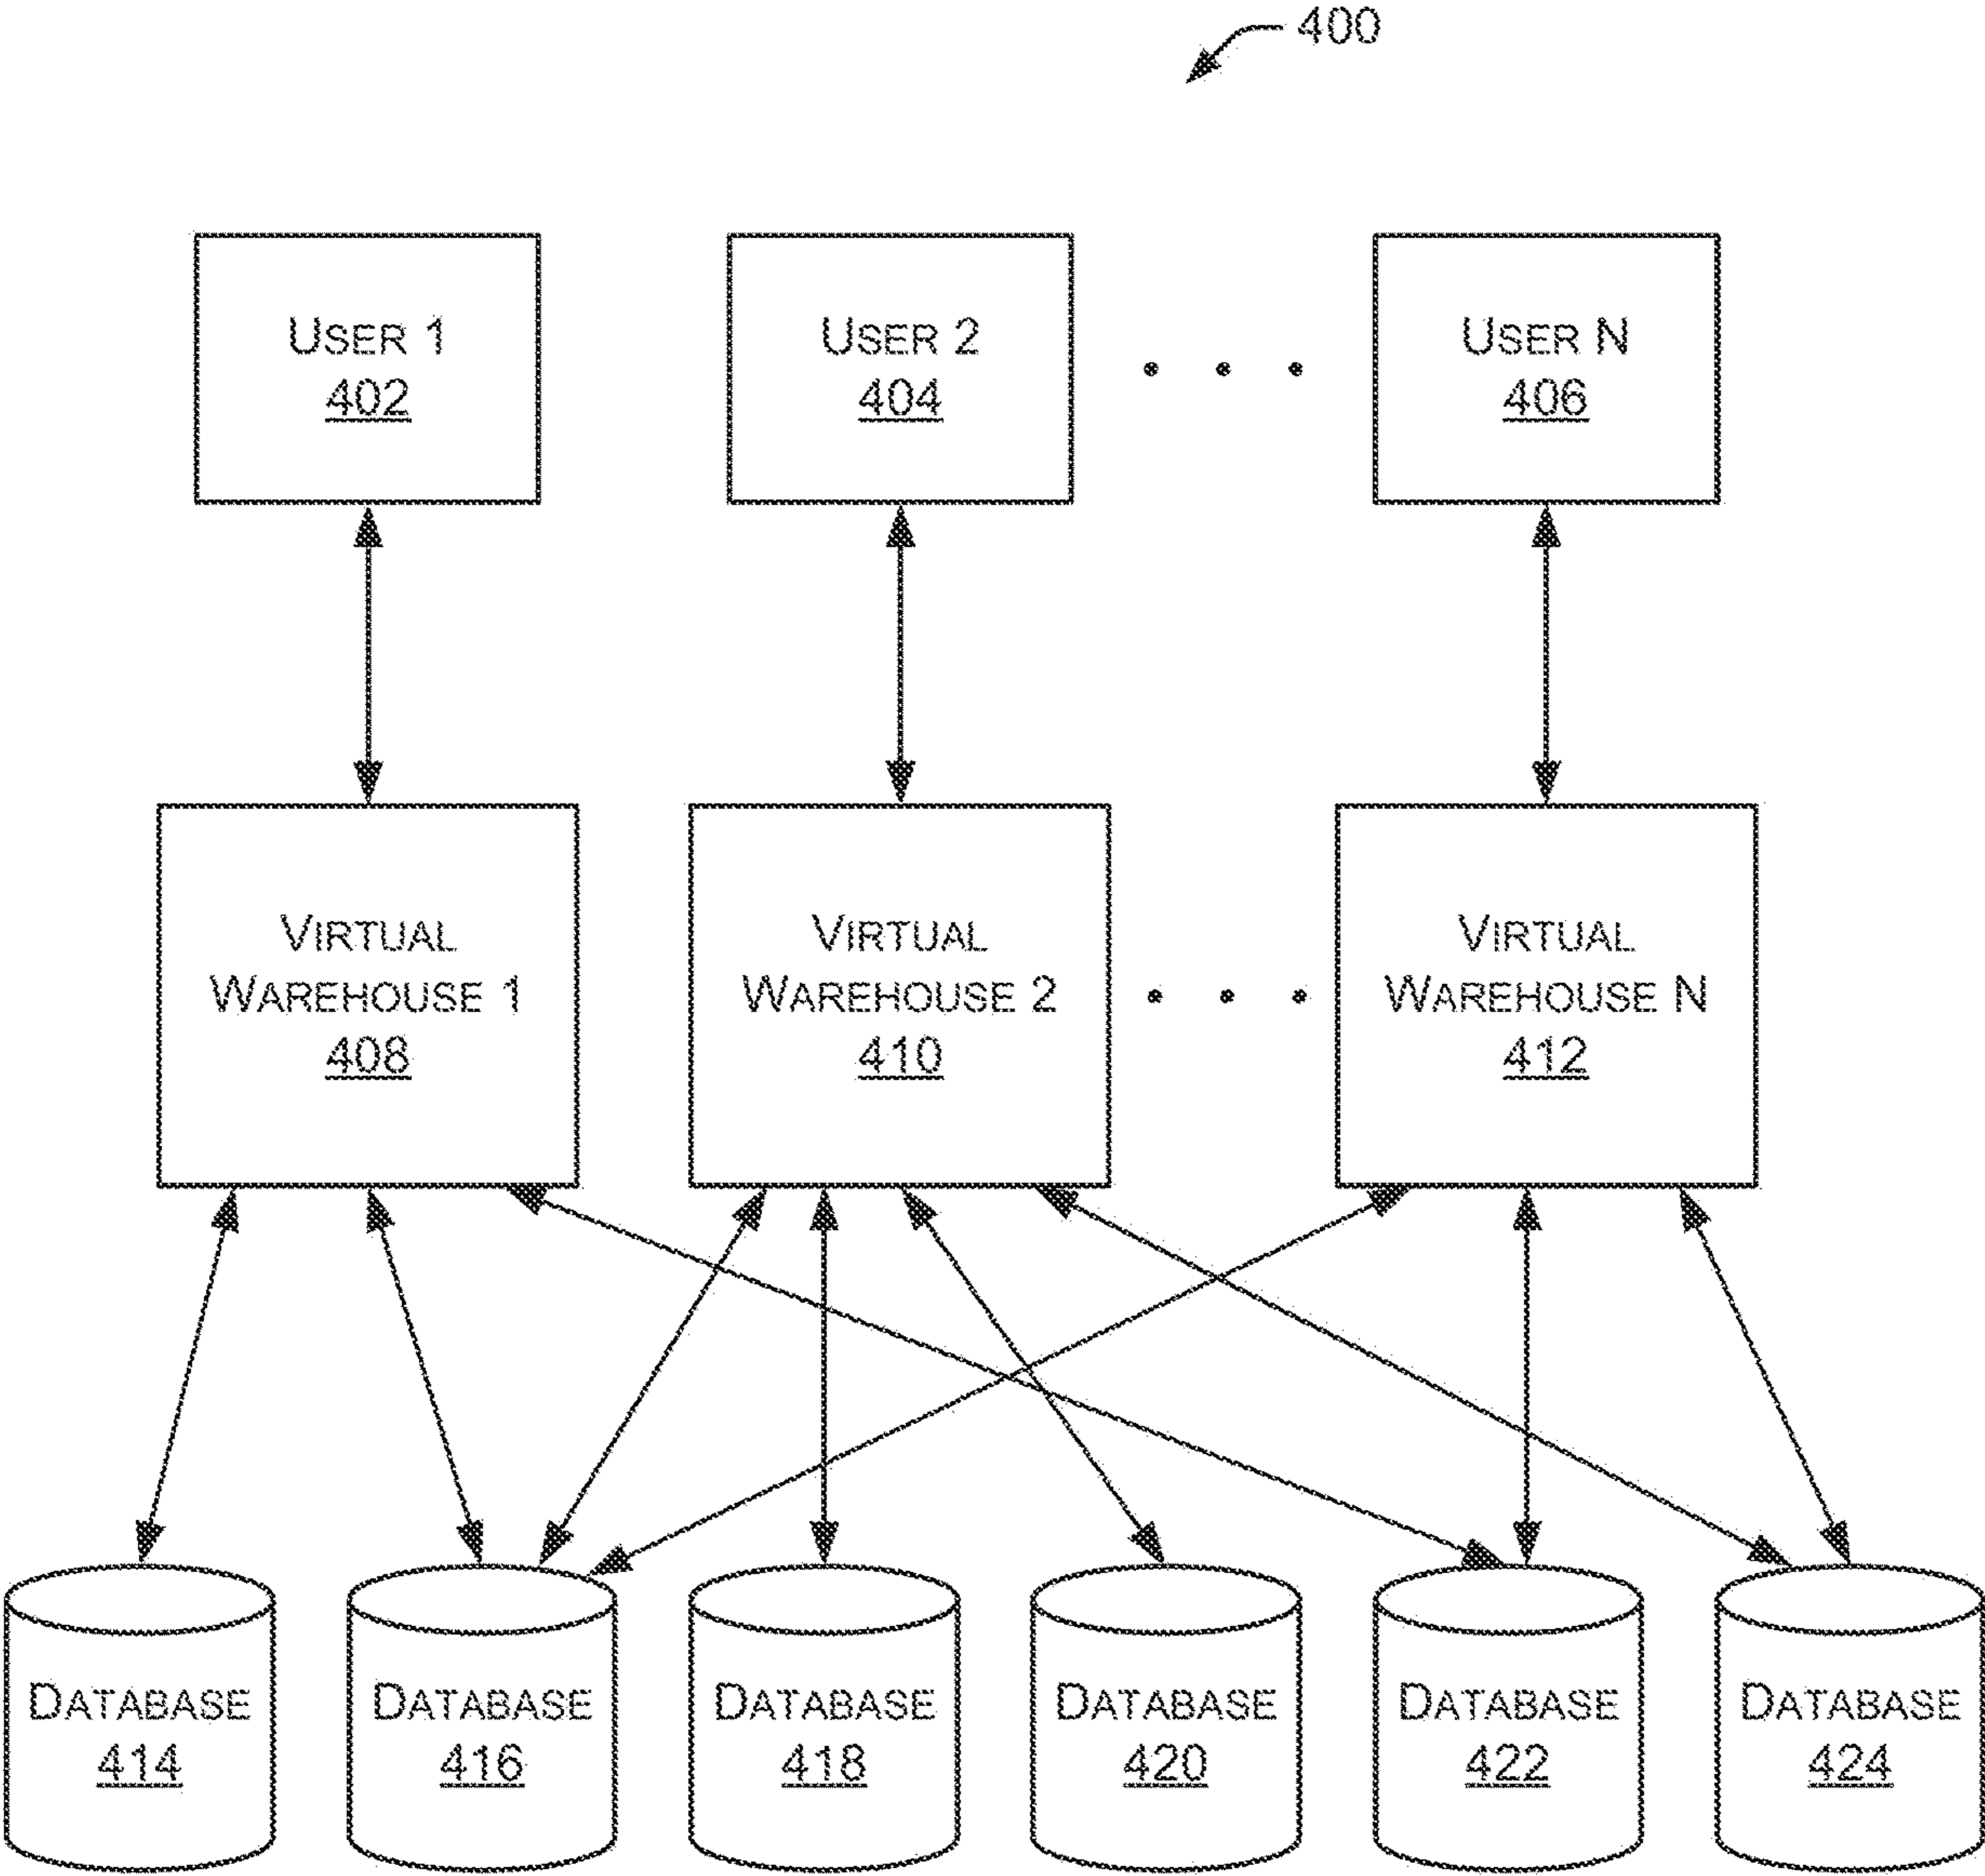 400
USER 1
402
USER 2
404
USER N
406
VIRTUAL
WAREHOUSE 1
408
VIRTUAL
WAREHOUSE 2
410
VIRTUAL
WAREHOUSE N
412
DATABASE
414
DATABASE
416
DATABASE
418
DATABASE
420
DATABASE
422
DATABASE
424